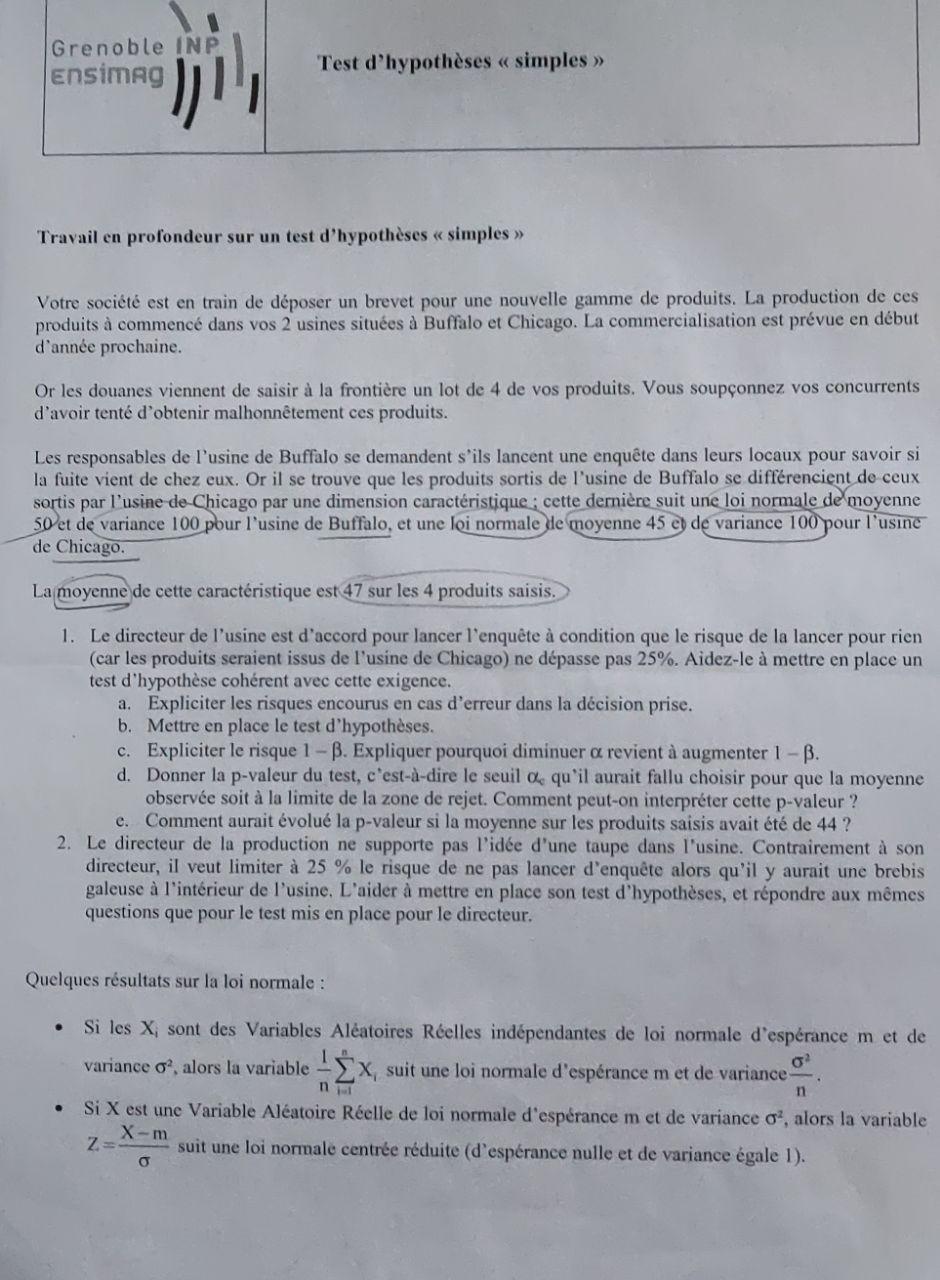 Grenoble INP
ENSIMAG
Test d'hypothèses « simples »
Travail en profondeur sur un test d'hypothèses « simples »
Votre société est en train de déposer un brevet pour une nouvelle gamme de produits. La production de ces
produits à commencé dans vos 2 usines situées à Buffalo et Chicago. La commercialisation est prévue en début
d'année prochaine.
Or les douanes viennent de saisir à la frontière un lot de 4 de vos produits. Vous soupçonnez vos concurrents
d'avoir tenté d'obtenir malhonnêtement ces produits.
Les responsables de l'usine de Buffalo se demandent s'ils lancent une enquête dans leurs locaux pour savoir si
la fuite vient de chez eux. Or il se trouve que les produits sortis de l'usine de Buffalo se différencient de ceux
sortis par l'usine de Chicago par une dimension caractéristique ; cette dernière suit une loi normale de moyenne
50 et de variance 100 pour l'usine de Buffalo, et une loi normale de moyenne 45 et de variance 100 pour l'usine
de Chicago.
La moyenne de cette caractéristique est 47 sur les 4 produits saisis.
1. Le directeur de l'usine est d'accord pour lancer l'enquête à condition que le risque de la lancer pour rien
(car les produits seraient issus de l'usine de Chicago) ne dépasse pas 25%. Aidez-le à mettre en place un
test d'hypothèse cohérent avec cette exigence.
a. Expliciter les risques encourus en cas d'erreur dans la décision prise.
b. Mettre en place le test d'hypothèses.
c. Expliciter le risque 1 – β. Expliquer pourquoi diminuer α revient à augmenter 1 – β.
d. Donner la p-valeur du test, c'est-à-dire le seuil αc qu'il aurait fallu choisir pour que la moyenne
observée soit à la limite de la zone de rejet. Comment peut-on interpréter cette p-valeur ?
e. Comment aurait évolué la p-valeur si la moyenne sur les produits saisis avait été de 44 ?
2. Le directeur de la production ne supporte pas l'idée d'une taupe dans l'usine. Contrairement à son
directeur, il veut limiter à 25 % le risque de ne pas lancer d'enquête alors qu'il y aurait une brebis
galeuse à l'intérieur de l'usine. L'aider à mettre en place son test d'hypothèses, et répondre aux mêmes
questions que pour le test mis en place pour le directeur.
Quelques résultats sur la loi normale :
• Si les Xi sont des Variables Aléatoires Réelles indépendantes de loi normale d'espérance m et de
variance σ², alors la variable 1/n ∑_{i=1}^{n} Xi suit une loi normale d'espérance m et de variance σ²/n .
• Si X est une Variable Aléatoire Réelle de loi normale d'espérance m et de variance σ², alors la variable
Z = (X – m)/σ suit une loi normale centrée réduite (d'espérance nulle et de variance égale 1).